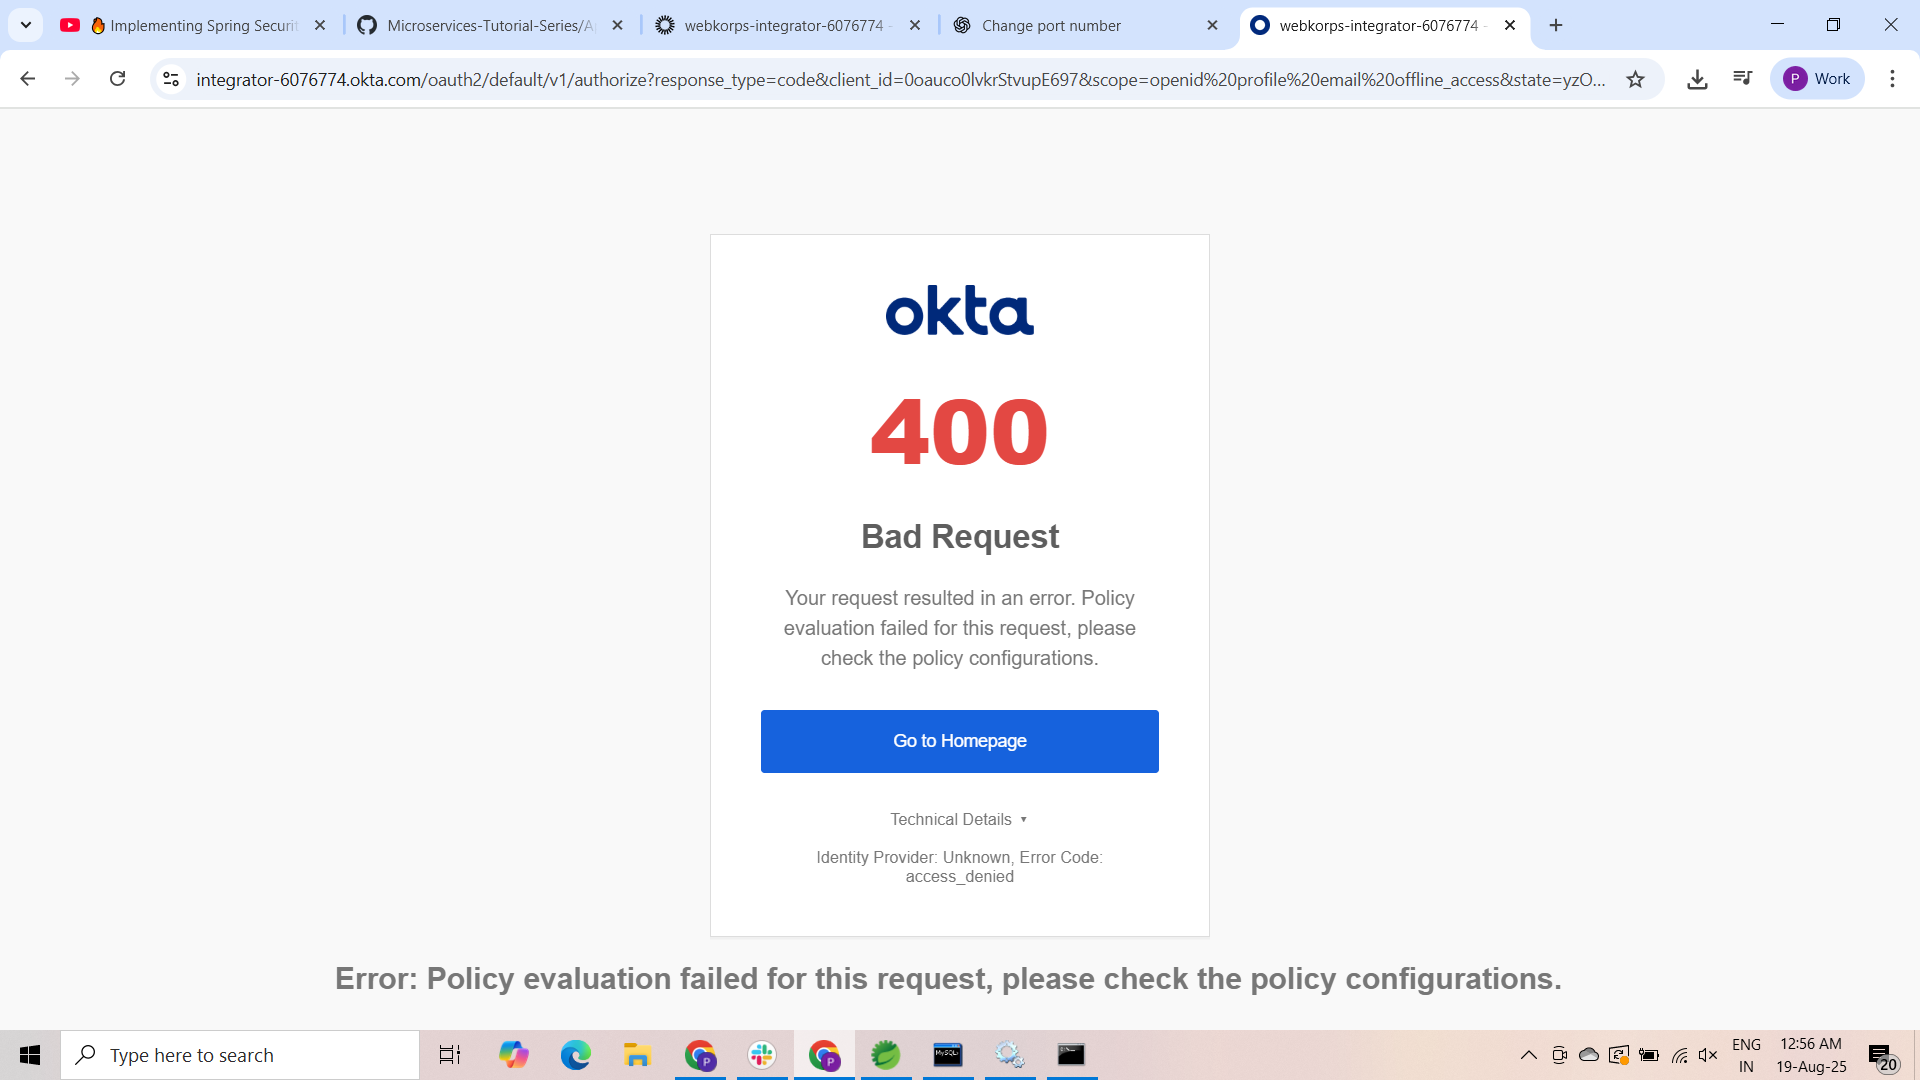 🔥 Implementing Spring Securit
Microservices-Tutorial-Series/A
webkorps-integrator-6076774 -
Change port number
webkorps-integrator-6076774 -
integrator-6076774.okta.com/oauth2/default/v1/authorize?response_type=code&client_id=0oauco0lvkrStvupE697&scope=openid%20profile%20email%20offline_access&state=yzO...
P Work
okta
400
Bad Request
Your request resulted in an error. Policy
evaluation failed for this request, please
check the policy configurations.
Go to Homepage
Technical Details ▾
Identity Provider: Unknown, Error Code:
access_denied
Error: Policy evaluation failed for this request, please check the policy configurations.
Type here to search
P
P
MySQL
ENG
IN
12:56 AM
19-Aug-25
20